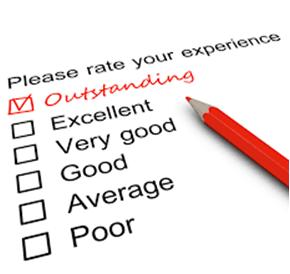 Please rate your experience
Outstanding
Excellent
Very good
Good
Average
Poor